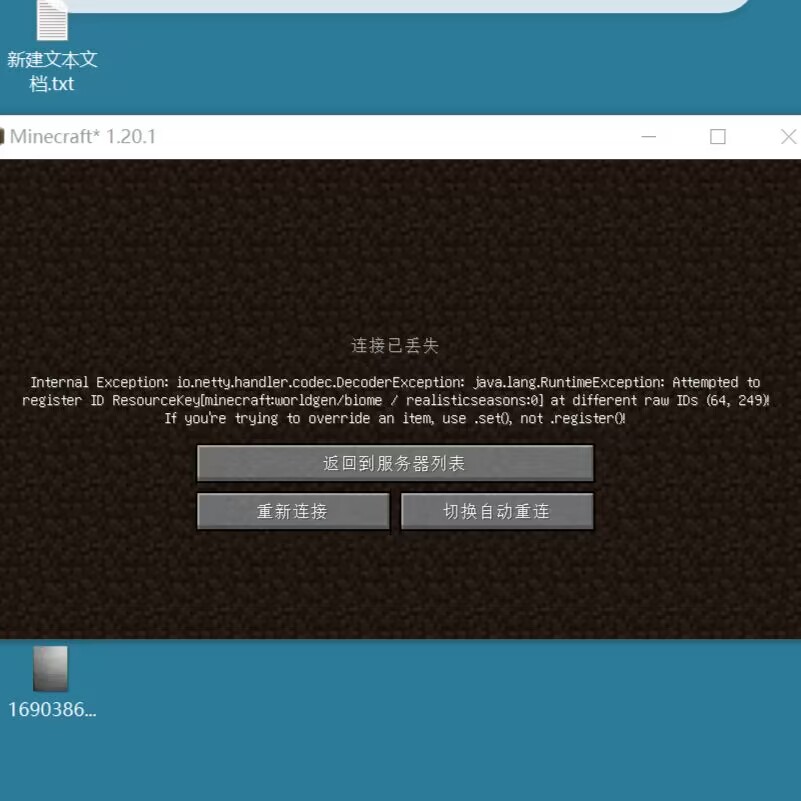 新建文本文
档.txt
Minecraft* 1.20.1
连接已丢失
Internal Exception: io.netty.handler.codec.DecoderException: java.lang.RuntimeException: Attempted to
register ID ResourceKey[minecraft:worldgen/biome / realisticseasons:0] at different raw IDs (64, 249)!
If you're trying to override an item, use .set(), not .register()!
返回到服务器列表
重新连接
切换自动重连
1690386...